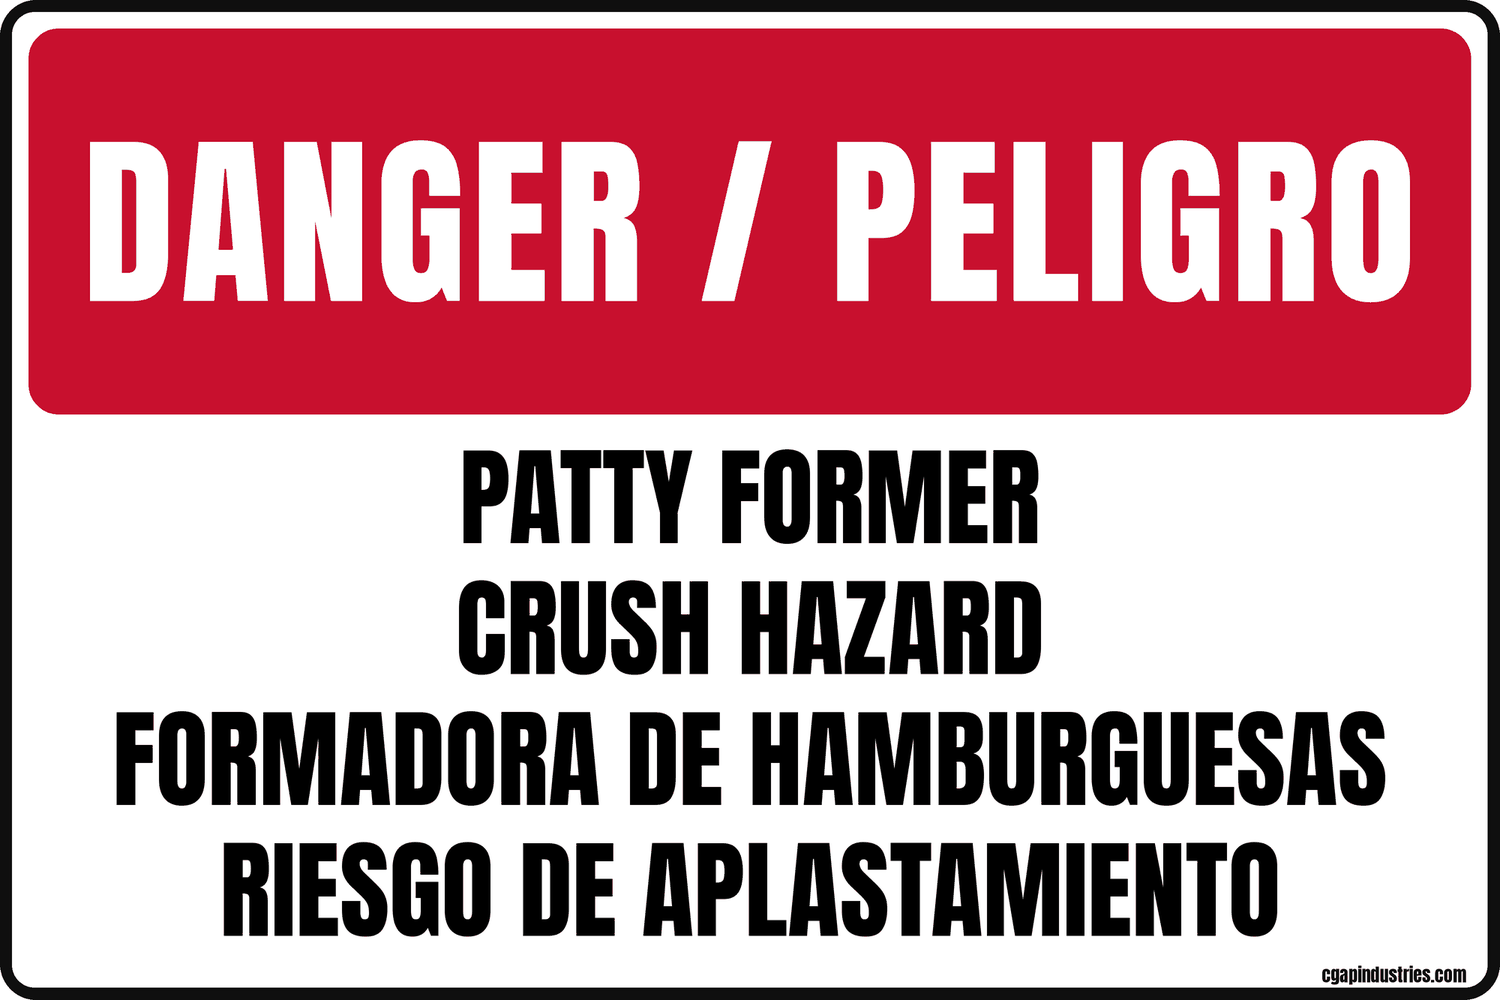 DANGER / PELIGRO
PATTY FORMER
CRUSH HAZARD
FORMADORA DE HAMBURGUESAS
RIESGO DE APLASTAMIENTO
cgapindustries.com